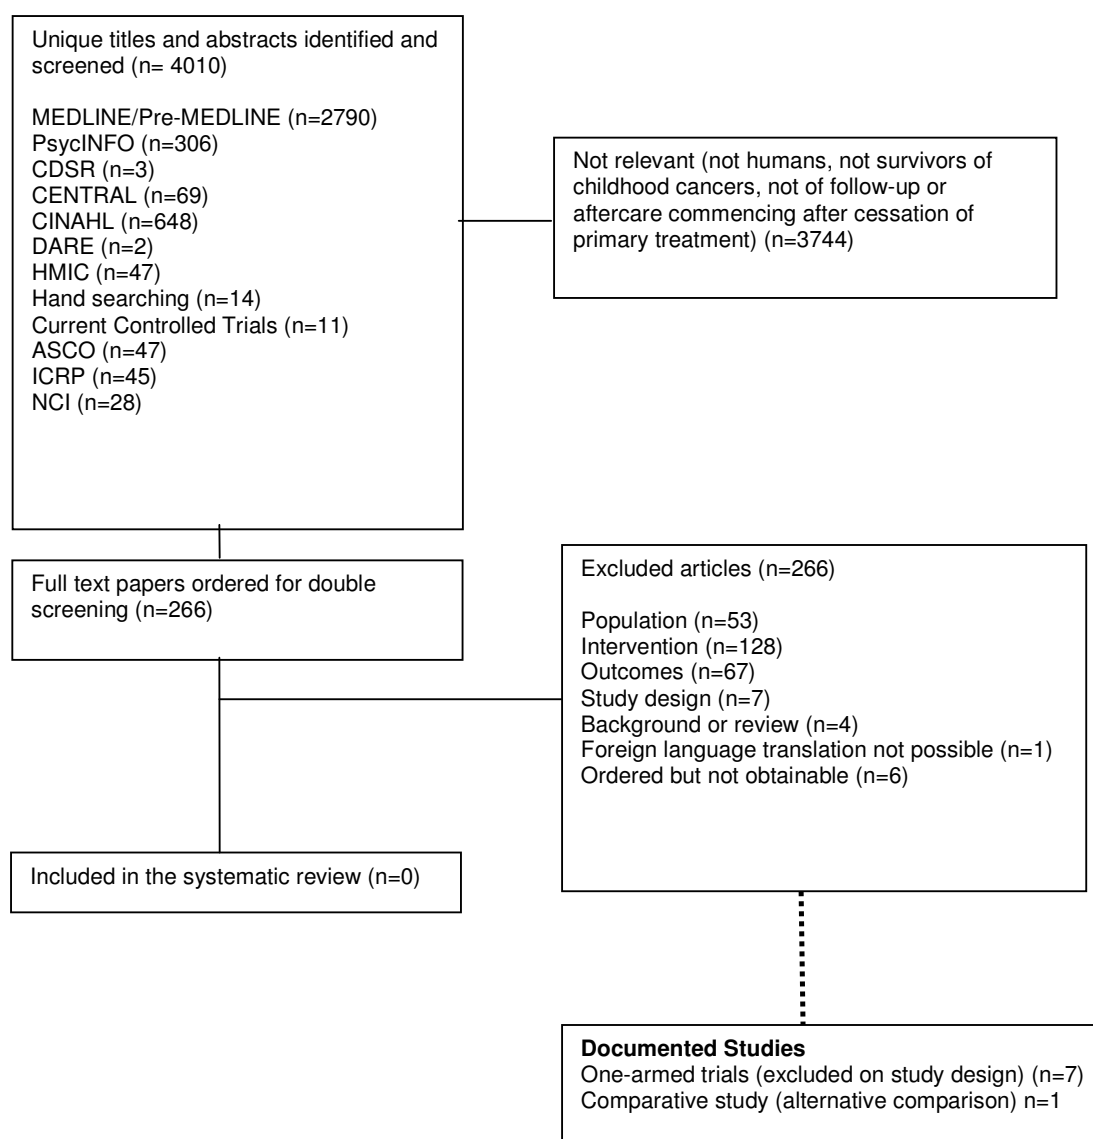 Unique titles and abstracts identified and
screened (n= 4010)
MEDLINE/Pre-MEDLINE (n=2790)
PsycINFO (n=306)
CDSR (n=3)
CENTRAL (n=69)
CINAHL (n=648)
DARE (n=2)
HMIC (n=47)
Hand searching (n=14)
Current Controlled Trials (n=11)
ASCO (n=47)
ICRP (n=45)
NCI (n=28)
Not relevant (not humans, not survivors of
childhood cancers, not of follow-up or
aftercare commencing after cessation of
primary treatment) (n=3744)
Full text papers ordered for double
screening (n=266)
Excluded articles (n=266)
Population (n=53)
Intervention (n=128)
Outcomes (n=67)
Study design (n=7)
Background or review (n=4)
Foreign language translation not possible (n=1)
Ordered but not obtainable (n=6)
Included in the systematic review (n=0)
Documented Studies
One-armed trials (excluded on study design) (n=7)
Comparative study (alternative comparison) n=1